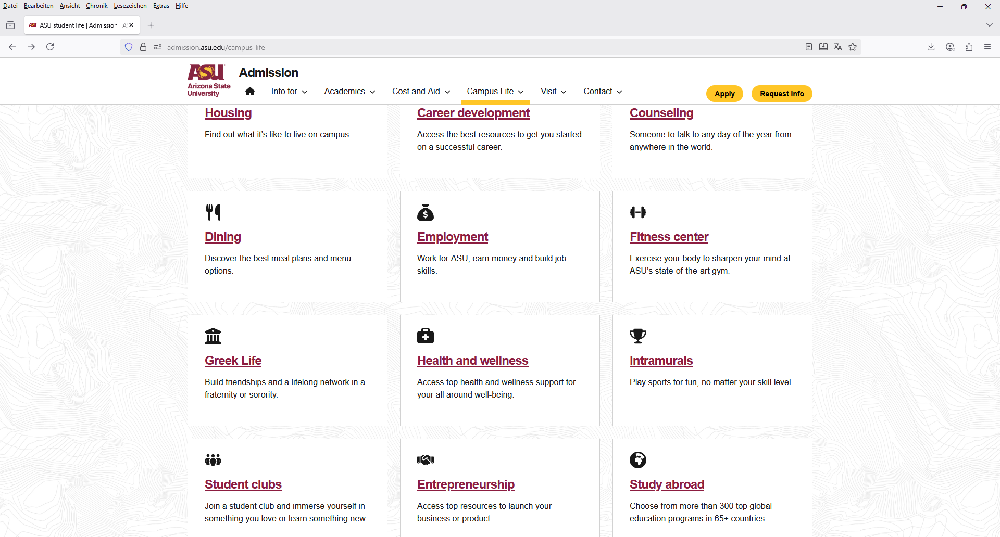 Datei Bearbeiten Ansicht Chronik Lesezeichen Extras Hilfe
ASU ASU student life | Admission | A
admission.asu.edu/campus-life
ASU
Arizona State
University
Admission
Info for Academics Cost and Aid Campus Life Visit Contact
Apply Request info
Housing
Find out what it’s like to live on campus.
Career development
Access the best resources to get you started
on a successful career.
Counseling
Someone to talk to any day of the year from
anywhere in the world.
Dining
Discover the best meal plans and menu
options.
$
Employment
Work for ASU, earn money and build job
skills.
Fitness center
Exercise your body to sharpen your mind at
ASU’s state-of-the-art gym.
Greek Life
Build friendships and a lifelong network in a
fraternity or sorority.
Health and wellness
Access top health and wellness support for
your all around well-being.
Intramurals
Play sports for fun, no matter your skill level.
Student clubs
Join a student club and immerse yourself in
something you love or learn something new.
Entrepreneurship
Access top resources to launch your
business or product.
Study abroad
Choose from more than 300 top global
education programs in 65+ countries.